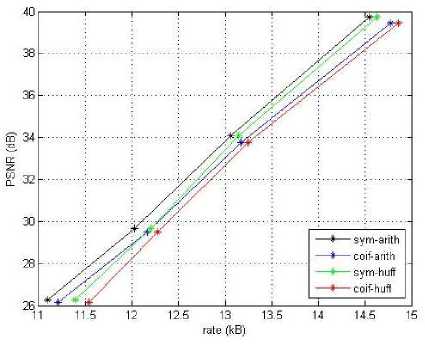 40
38
36
34
32
30
28
26
PSNR (dB)
11
11.5
12
12.5
13
13.5
14
14.5
15
rate (kB)
sym-arith
coif-arith
sym-huff
coif-huff